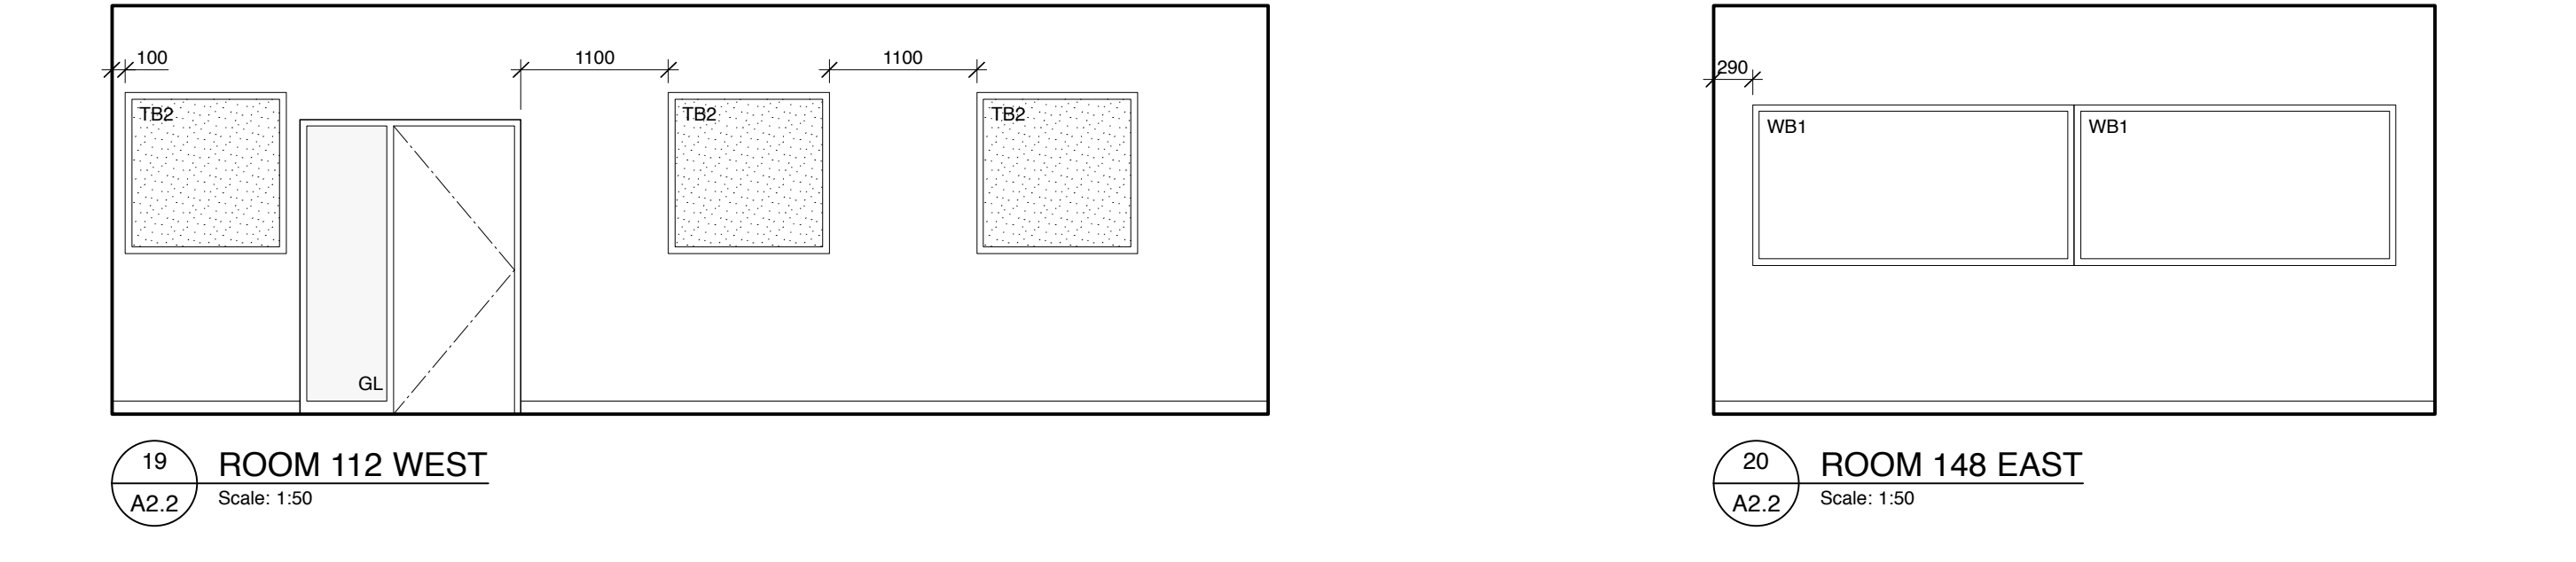 100
1100
1100
TB2
TB2
TB2
GL
19
A2.2
ROOM 112 WEST
Scale: 1:50
290
WB1
WB1
20
A2.2
ROOM 148 EAST
Scale: 1:50